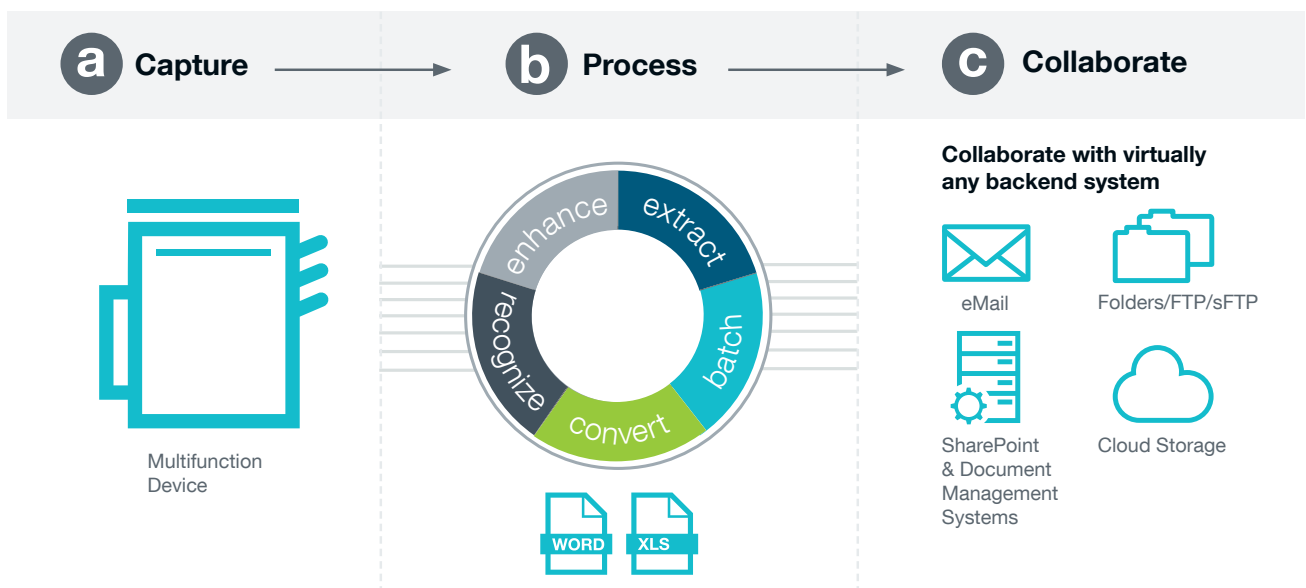 a Capture
b Process
c Collaborate
Multifunction
Device
enhance
extract
batch
convert
recognize
WORD
XLS
Collaborate with virtually
any backend system
eMail
Folders/FTP/sFTP
SharePoint
& Document
Management
Systems
Cloud Storage